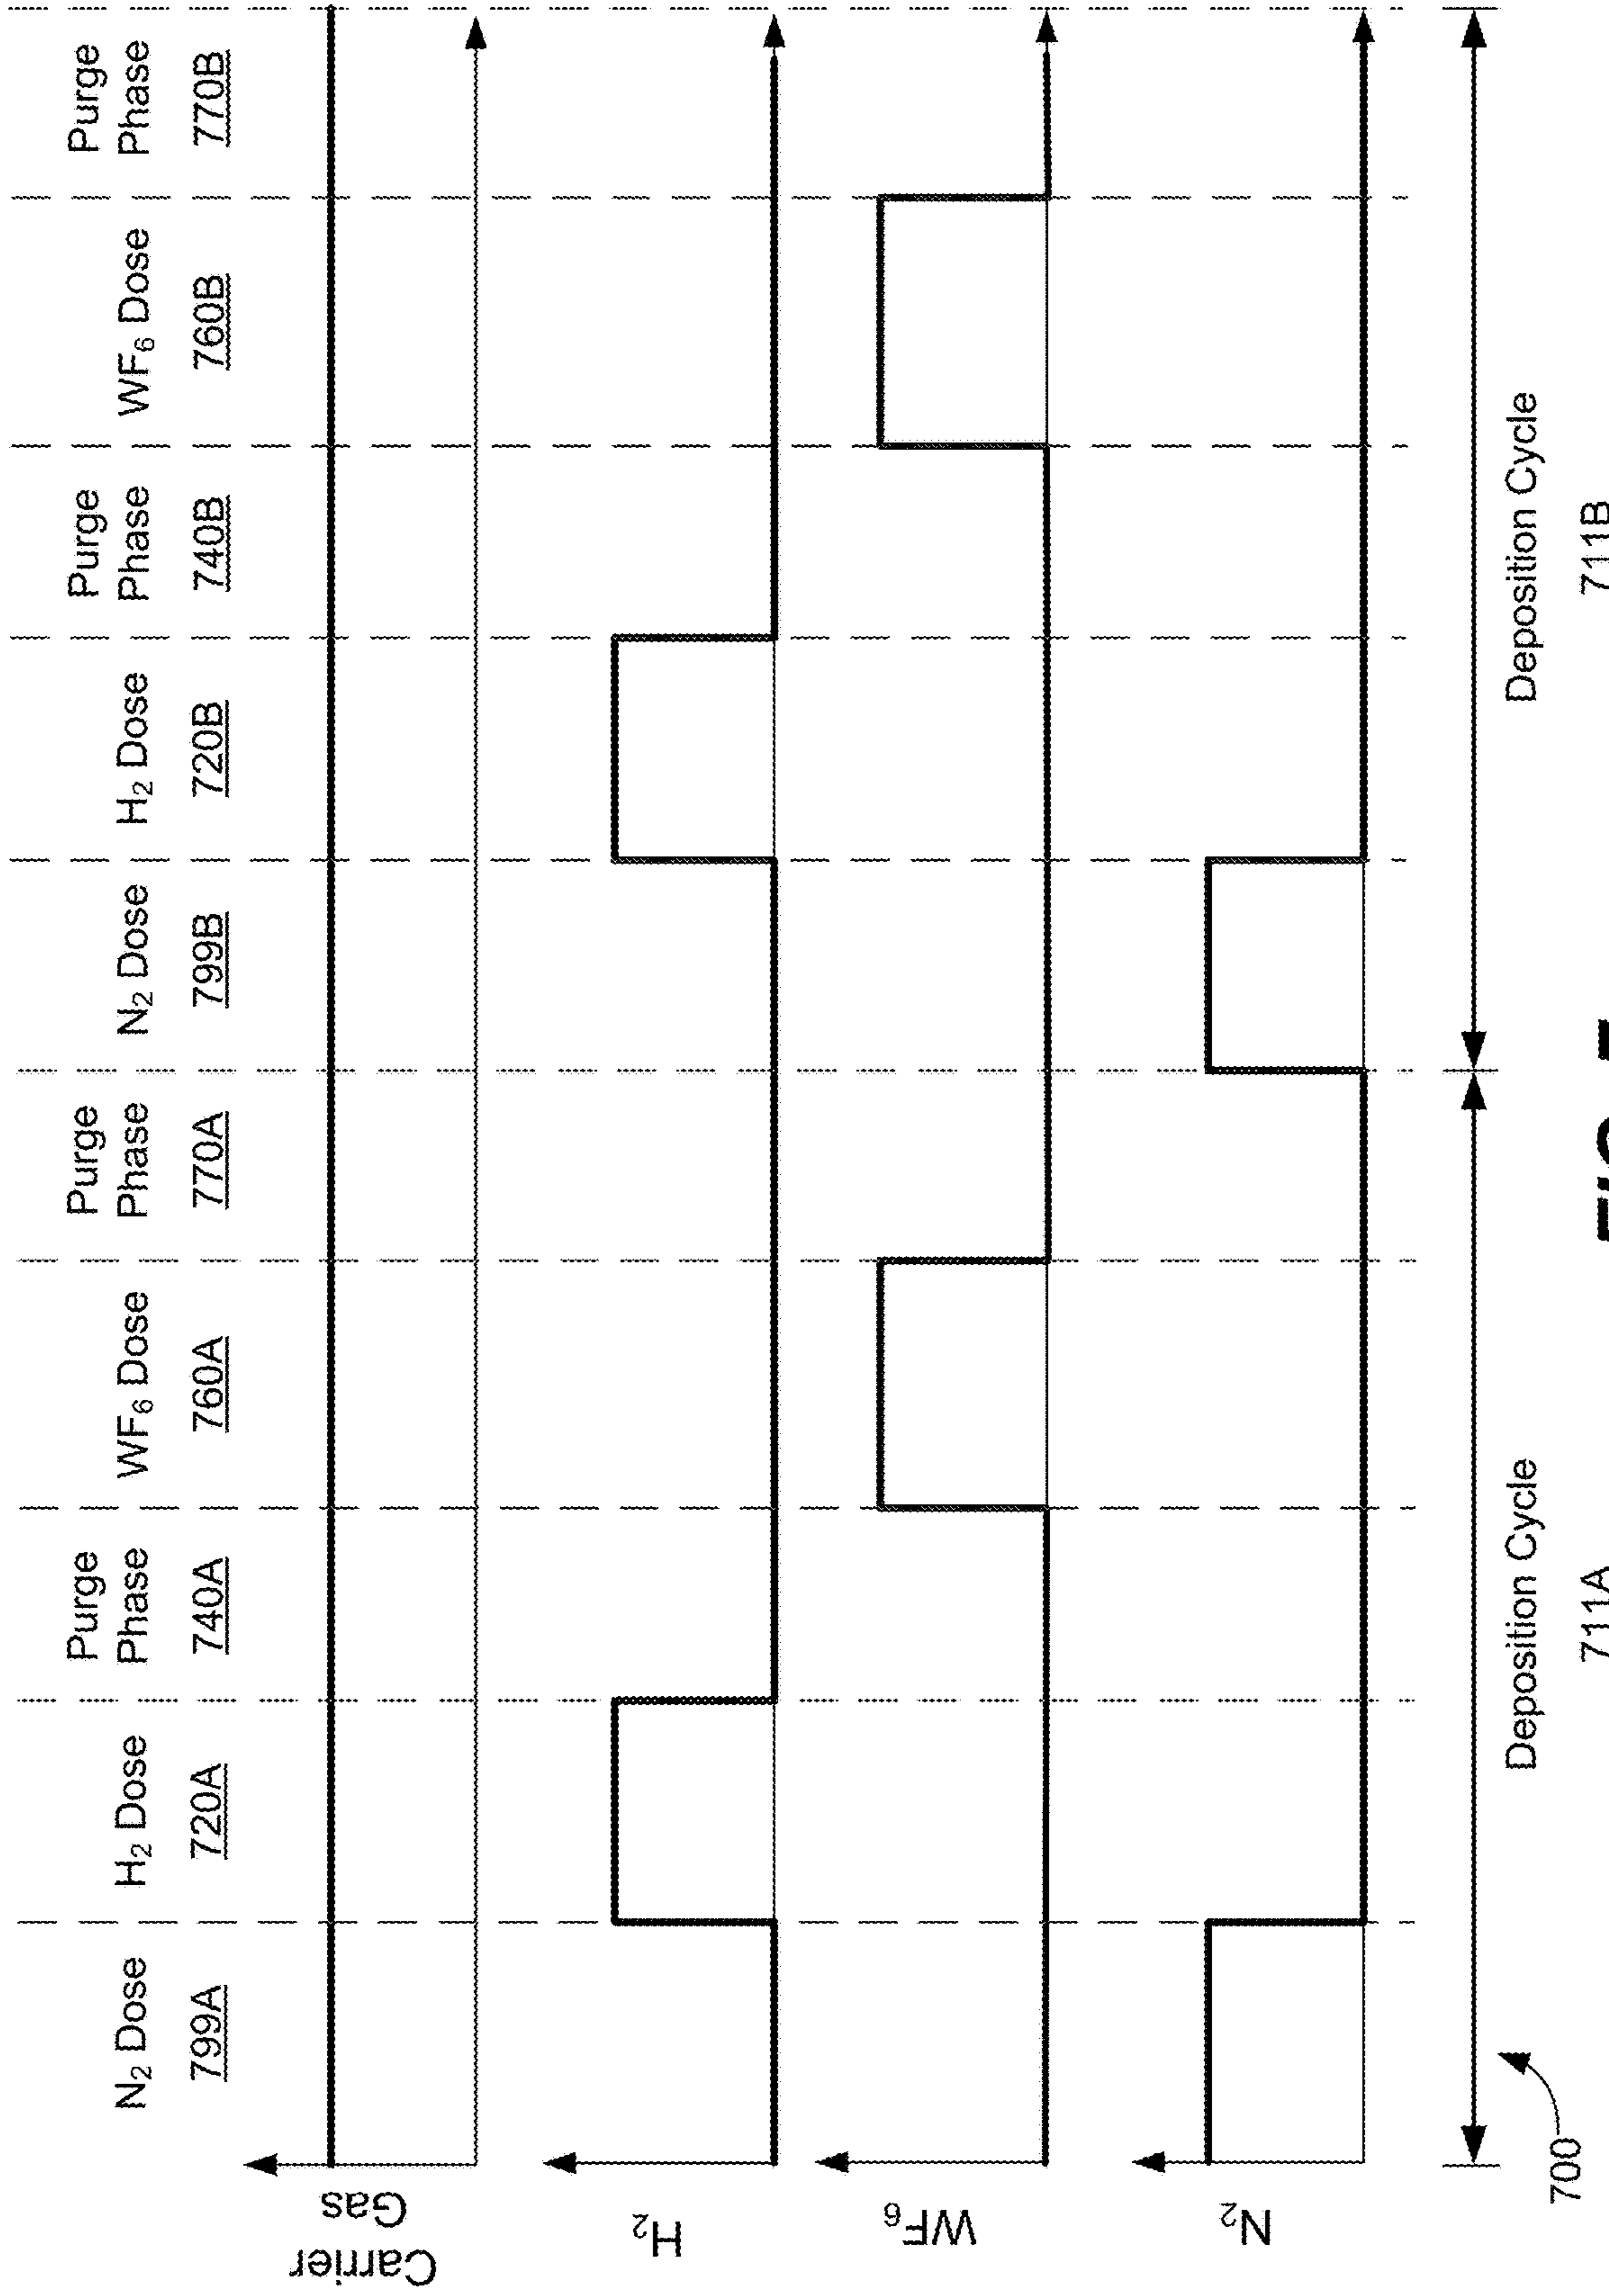 N₂ Dose
799A
H₂ Dose
720A
Purge
Phase
740A
WF₆ Dose
760A
Purge
Phase
770A
N₂ Dose
799B
H₂ Dose
720B
Purge
Phase
740B
WF₆ Dose
760B
Purge
Phase
770B
Carrier
Gas
H₂
WF₆
N₂
Deposition Cycle
711A
Deposition Cycle
711B
700